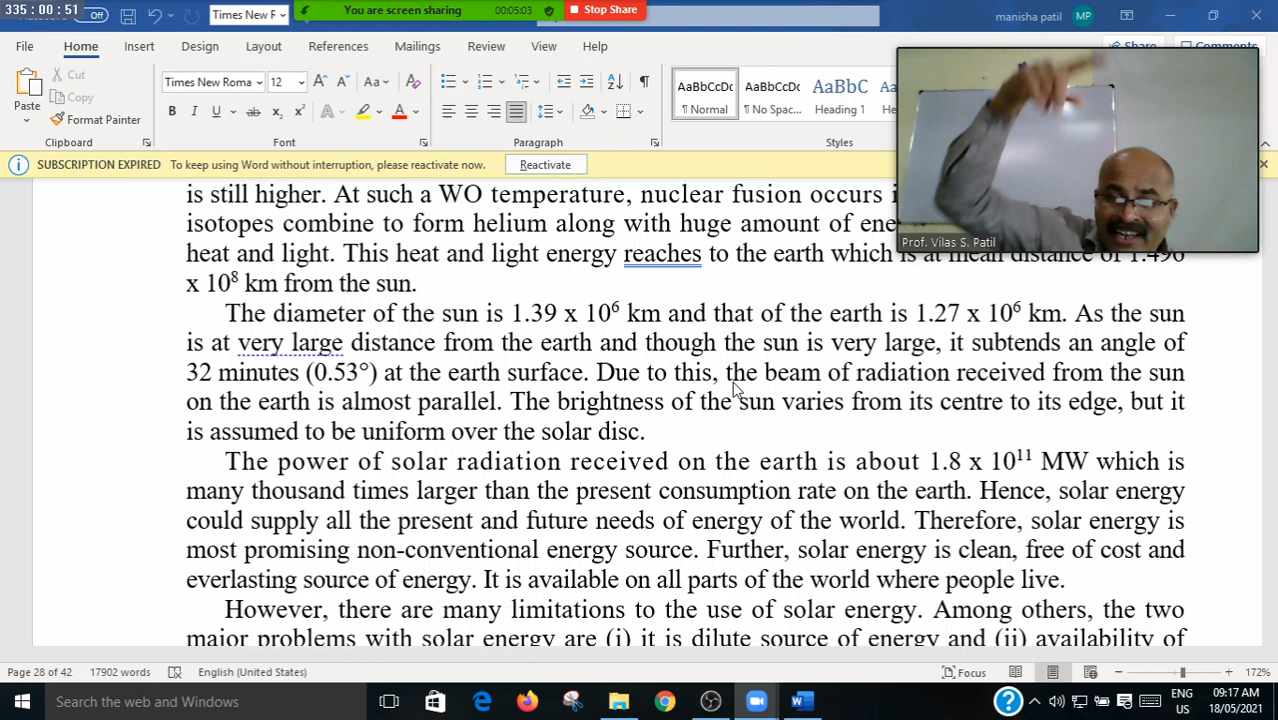 335 : 0 0 : 5 1
Off
Times New R
You are screen sharing
00:05:03
Stop Share
manisha patil
MP
File Home Insert Design Layout References Mailings Review View Help
Share
Comments
Paste
Cut
Copy
Format Painter
Clipboard
Times New Roma
12
Font
Paragraph
AaBbCcDc
¶ Normal
AaBbCcDc
¶ No Spac...
AaBbC
Heading 1
Styles
SUBSCRIPTION EXPIRED To keep using Word without interruption, please reactivate now. Reactivate
Prof. Vilas S. Patil
is still higher. At such a WO temperature, nuclear fusion occurs
isotopes combine to form helium along with huge amount of
heat and light. This heat and light energy reaches to the earth which is at mean distance of 1.496
x 10⁸ km from the sun.
The diameter of the sun is 1.39 x 10⁶ km and that of the earth is 1.27 x 10⁶ km. As the sun
is at very large distance from the earth and though the sun is very large, it subtends an angle of
32 minutes (0.53°) at the earth surface. Due to this, the beam of radiation received from the sun
on the earth is almost parallel. The brightness of the sun varies from its centre to its edge, but it
is assumed to be uniform over the solar disc.
The power of solar radiation received on the earth is about 1.8 x 10¹¹ MW which is
many thousand times larger than the present consumption rate on the earth. Hence, solar energy
could supply all the present and future needs of energy of the world. Therefore, solar energy is
most promising non-conventional energy source. Further, solar energy is clean, free of cost and
everlasting source of energy. It is available on all parts of the world where people live.
However, there are many limitations to the use of solar energy. Among others, the two
major problems with solar energy are (i) it is dilute source of energy and (ii) availability of
Page 28 of 42 17902 words English (United States) Focus 172%
Search the web and Windows
ENG
US
09:17 AM
18/05/2021